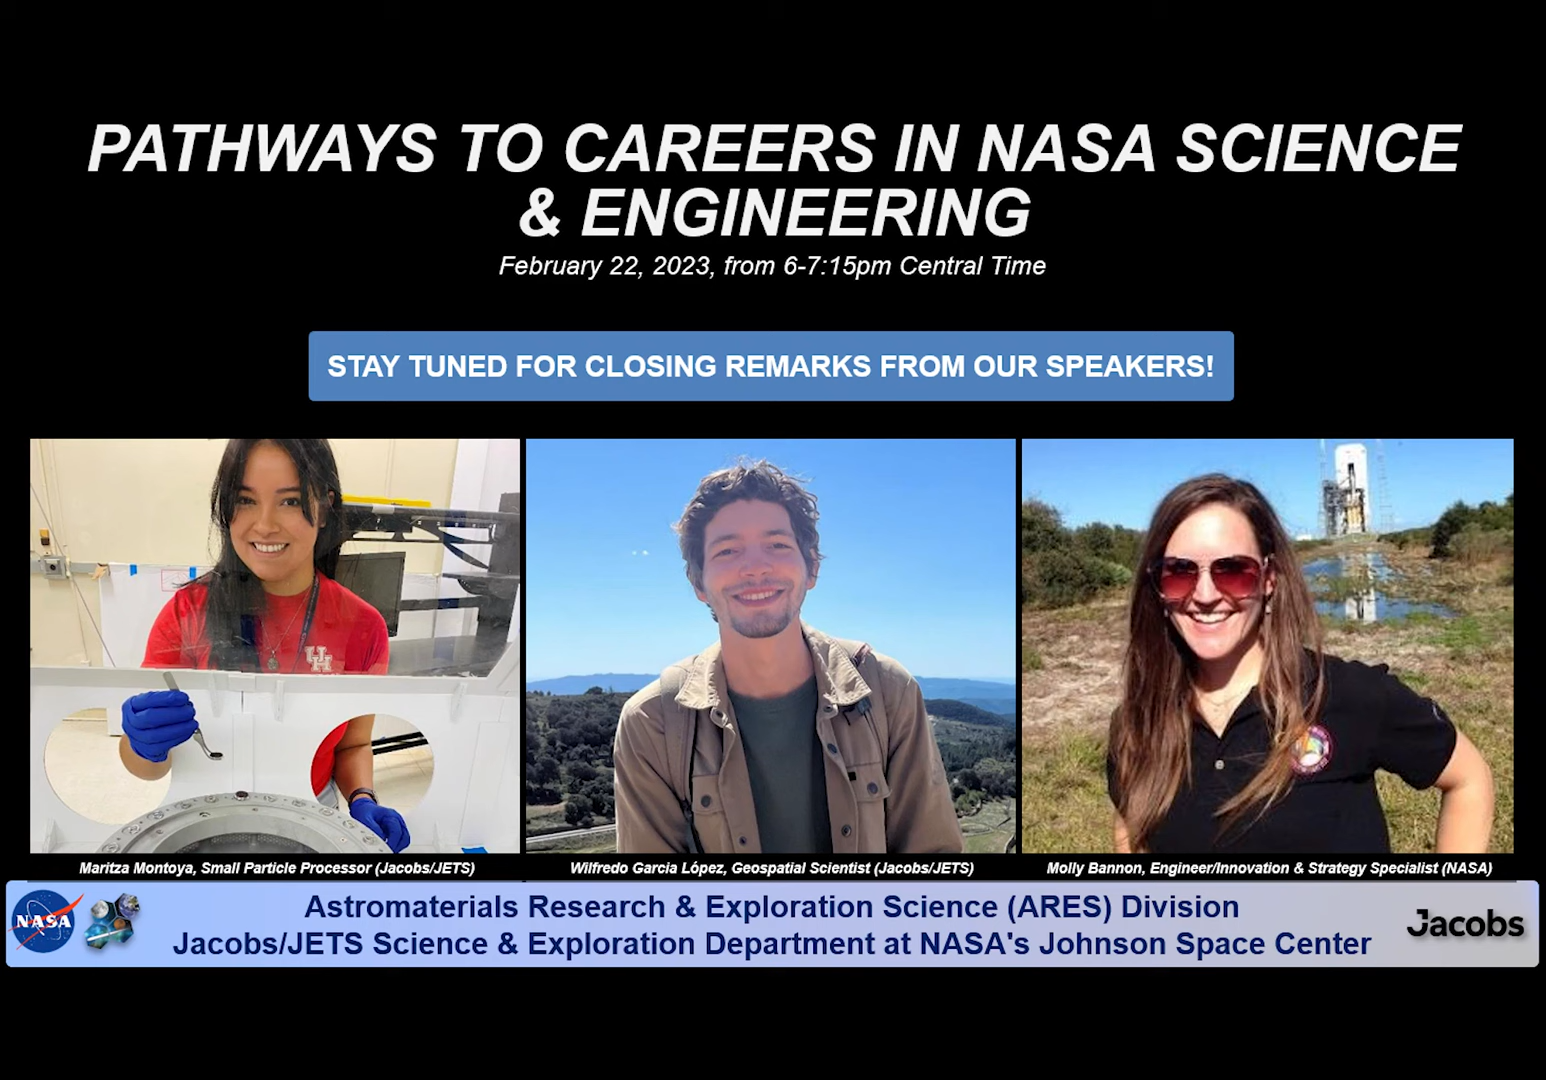 PATHWAYS TO CAREERS IN NASA SCIENCE
& ENGINEERING
February 22, 2023, from 6-7:15pm Central Time
STAY TUNED FOR CLOSING REMARKS FROM OUR SPEAKERS!
UH
Maritza Montoya, Small Particle Processor (Jacobs/JETS)
Wilfredo Garcia López, Geospatial Scientist (Jacobs/JETS)
Molly Bannon, Engineer/Innovation & Strategy Specialist (NASA)
NASA
Astromaterials Research & Exploration Science (ARES) Division
Jacobs/JETS Science & Exploration Department at NASA's Johnson Space Center
Jacobs